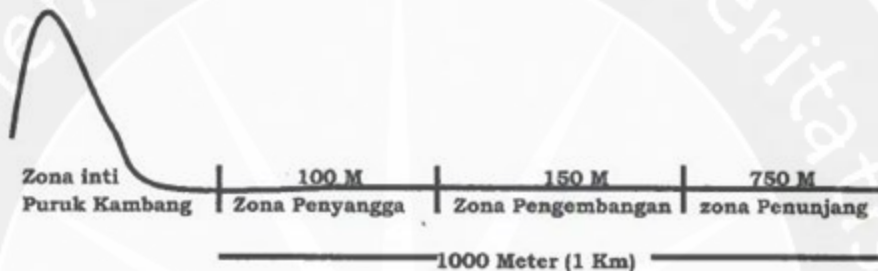 Zona inti 100 M 150 M 750 M
Puruk Kambang Zona Penyangga Zona Pengembangan zona Penunjang
1000 Meter (1 Km)